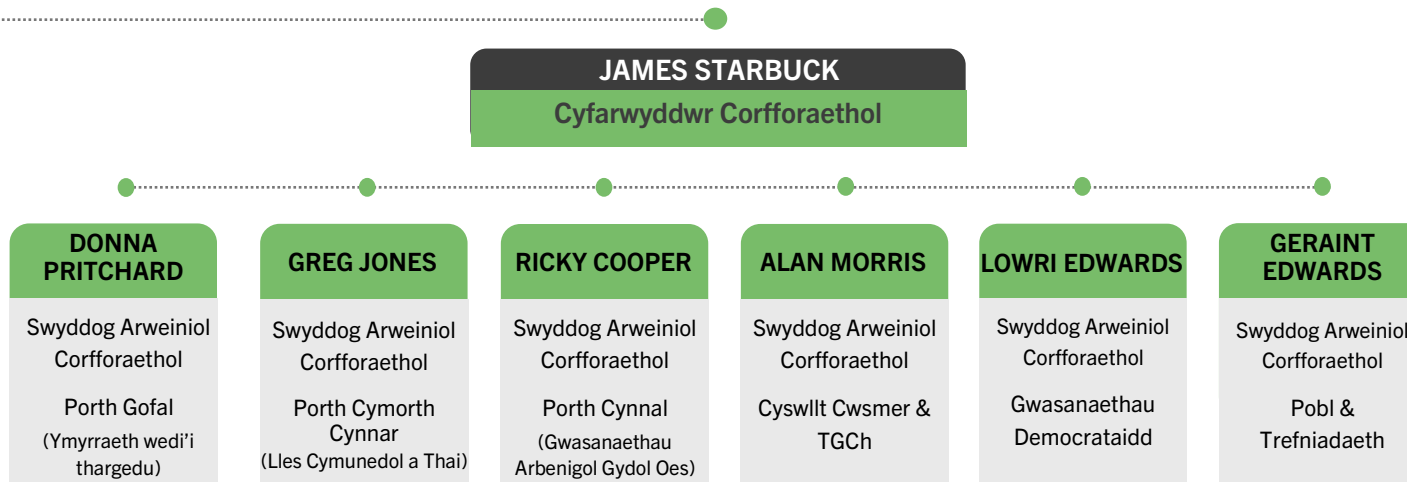 JAMES STARBUCK
Cyfarwyddwr Corfforaethol
DONNA
PRITCHARD
Swyddog Arweiniol
Corfforaethol
Porth Gofal
(Ymyrraeth wedi'i
thargedu)
GREG JONES
Swyddog Arweiniol
Corfforaethol
Porth Cymorth
Cynnar
(Lles Cymunedol a Thai)
RICKY COOPER
Swyddog Arweiniol
Corfforaethol
Porth Cynnal
(Gwasanaethau
Arbenigol Gydol Oes)
ALAN MORRIS
Swyddog Arweiniol
Corfforaethol
Cyswllt Cwsmer &
TGCh
LOWRI EDWARDS
Swyddog Arweiniol
Corfforaethol
Gwasanaethau
Democrataidd
GERAINT
EDWARDS
Swyddog Arweiniol
Corfforaethol
Pobl &
Trefniadaeth